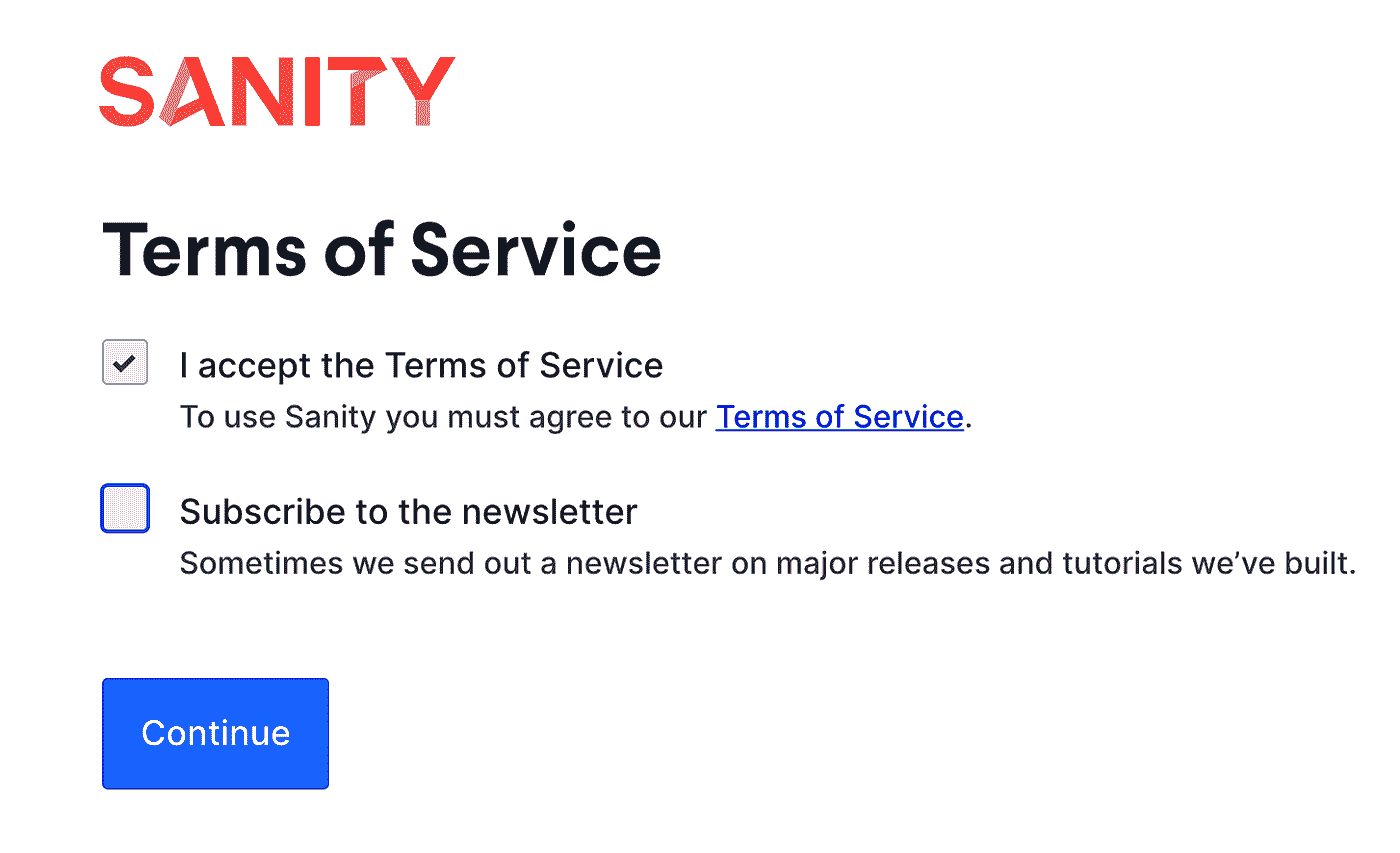 SANITY
Terms of Service
I accept the Terms of Service
To use Sanity you must agree to our Terms of Service.
Subscribe to the newsletter
Sometimes we send out a newsletter on major releases and tutorials we’ve built.
Continue